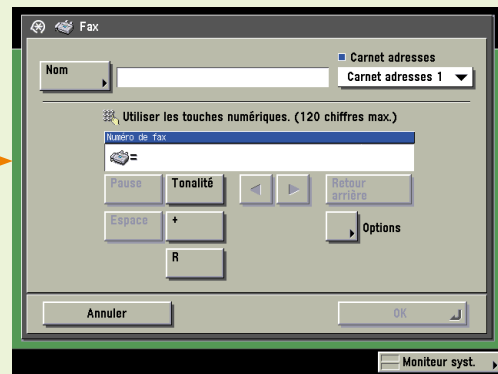 Fax
Carnet adresses
Nom
Carnet adresses 1
Utiliser les touches numériques. (120 chiffres max.)
Numéro de fax
=
Pause Tonalité Retour
arrière
Espace + Options
R
Annuler OK
Moniteur syst.